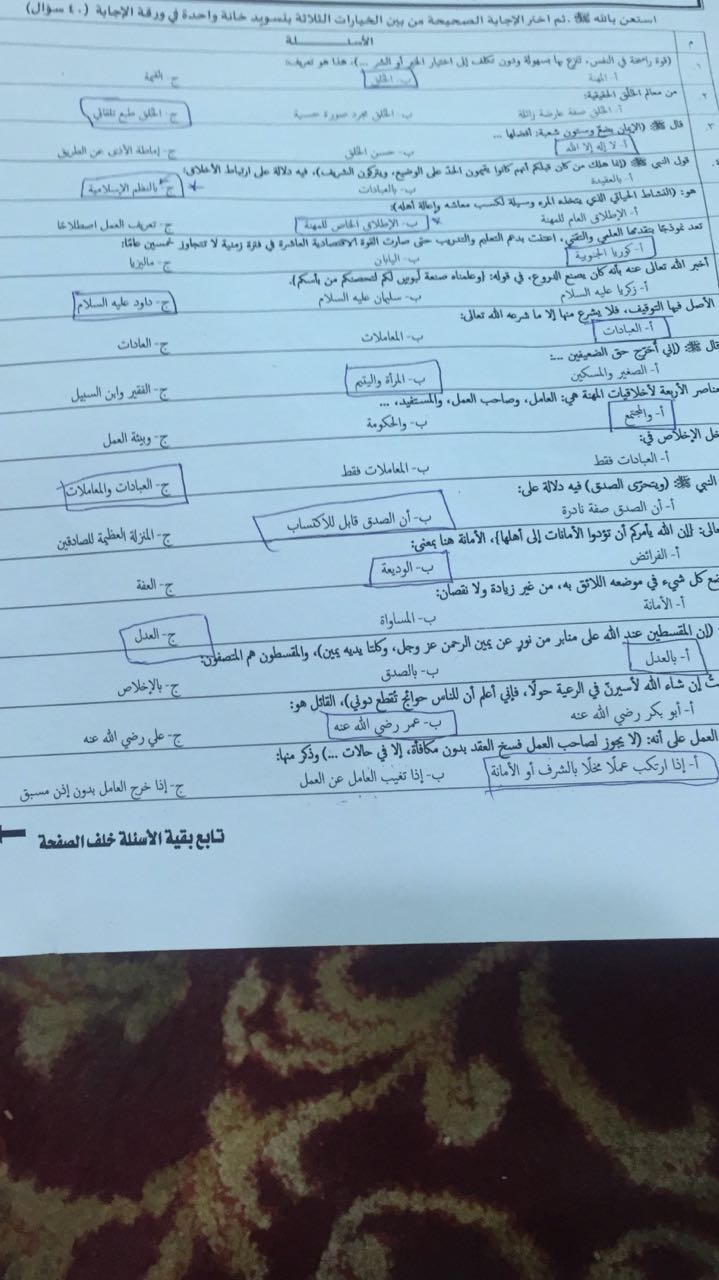 استعن بالله ﷻ، ثم اختر الإجابة الصحيحة من بين الخيارات الثلاثة بتسويد خانة واحدة في ورقة الإجابة (٤٠ سؤال)
م الأســـئلة
١. (قوة راسخة في النفس، تنزع بها بسهولة ودون تكلف إلى اختيار الخير أو الشر ...)، هذا هو تعريف:
أ- المهنة ب- الخلق ج- القيمة
٢. من معالم الخلق الحقيقية:
أ- الخلق صفة عارضة زائلة ب- الخلق مجرد صورة حسية ج- الخلق طبع تلقائي
٣. قال ﷺ (الإيمان بضع وستون شعبة: أفضلها ...
أ- لا إله إلا الله ب- حسن الخلق ج- إماطة الأذى عن الطريق
قول النبي ﷺ (إنما هلك من كان قبلكم أنهم كانوا يقيمون الحد على الوضيع، ويتركون الشريف)، فيه دلالة على ارتباط الأخلاق:
أ- بالعقيدة ب- بالعبادات ج- بالنظم الإسلامية
هو: (النشاط الحياتي الذي يتخذه المرء وسيلة لكسب معاشه وإعالة أهله):
أ- الإطلاق العام للمهنة ب- الإطلاق الخاص للمهنة ج- تعريف العمل اصطلاحًا
تعد نموذجًا بتقدمها العلمي والتقني، اعتنت بدعم التعليم والتدريب حتى صارت القوة الاقتصادية العاشرة في فترة زمنية لا تتجاوز خمسين عامًا:
أ- كوريا الجنوبية ب- اليابان ج- ماليزيا
أخبر الله تعالى عنه بأنه كان يصنع الدروع، في قوله: (وعلمناه صنعة لبوس لكم لتحصنكم من بأسكم).
أ- زكريا عليه السلام ب- سليمان عليه السلام ج- داود عليه السلام
الأصل فيها التوقيف، فلا يشرع منها إلا ما شرعه الله تعالى:
أ- العبادات ب- المعاملات ج- العادات
قال ﷺ (إني أُحَرِّج حق الضعيفين ...:
أ- الصغير والمسكين ب- المرأة واليتيم ج- الفقير وابن السبيل
الأربعة لأخلاقيات المهنة هي: العامل، وصاحب العمل، والمستفيد، ...
أ- والمجتمع ب- والحكومة ج- وبيئة العمل
الإخلاص في:
أ- العبادات فقط ب- المعاملات فقط ج- العبادات والمعاملات
النبي ﷺ (ويتحرّى الصدق) فيه دلالة على:
أ- أن الصدق صفة نادرة ب- أن الصدق قابل للاكتساب ج- المنزلة العظيمة للصادقين
{إن الله يأمركم أن تؤدوا الأمانات إلى أهلها}، الأمانة هنا بمعنى:
أ- الفرائض ب- الوديعة ج- العفة
كل شيء في موضعه اللائق به، من غير زيادة ولا نقصان:
أ- الأمانة ب- المساواة ج- العدل
(إن المقسطين عند الله على منابر من نورٍ عن يمين الرحمن عز وجل، وكلتا يديه يمين)، والمقسطون هم المتصفون:
أ- بالعدل ب- بالصدق ج- بالإخلاص
إن شاء الله لأسيرنّ في الرعية حولًا، فإني أعلم أن للناس حوائج تُقطع دوني)، القائل هو:
أ- أبو بكر رضي الله عنه ب- عمر رضي الله عنه ج- علي رضي الله عنه
العمل على أنه: (لا يجوز لصاحب العمل فسخ العقد بدون مكافأة، إلا في حالات ...) وذكر منها:
أ- إذا ارتكب عملًا مخلًا بالشرف أو الأمانة ب- إذا تغيب العامل عن العمل ج- إذا خرج العامل بدون إذن مسبق
تابع بقية الأسئلة خلف الصفحة